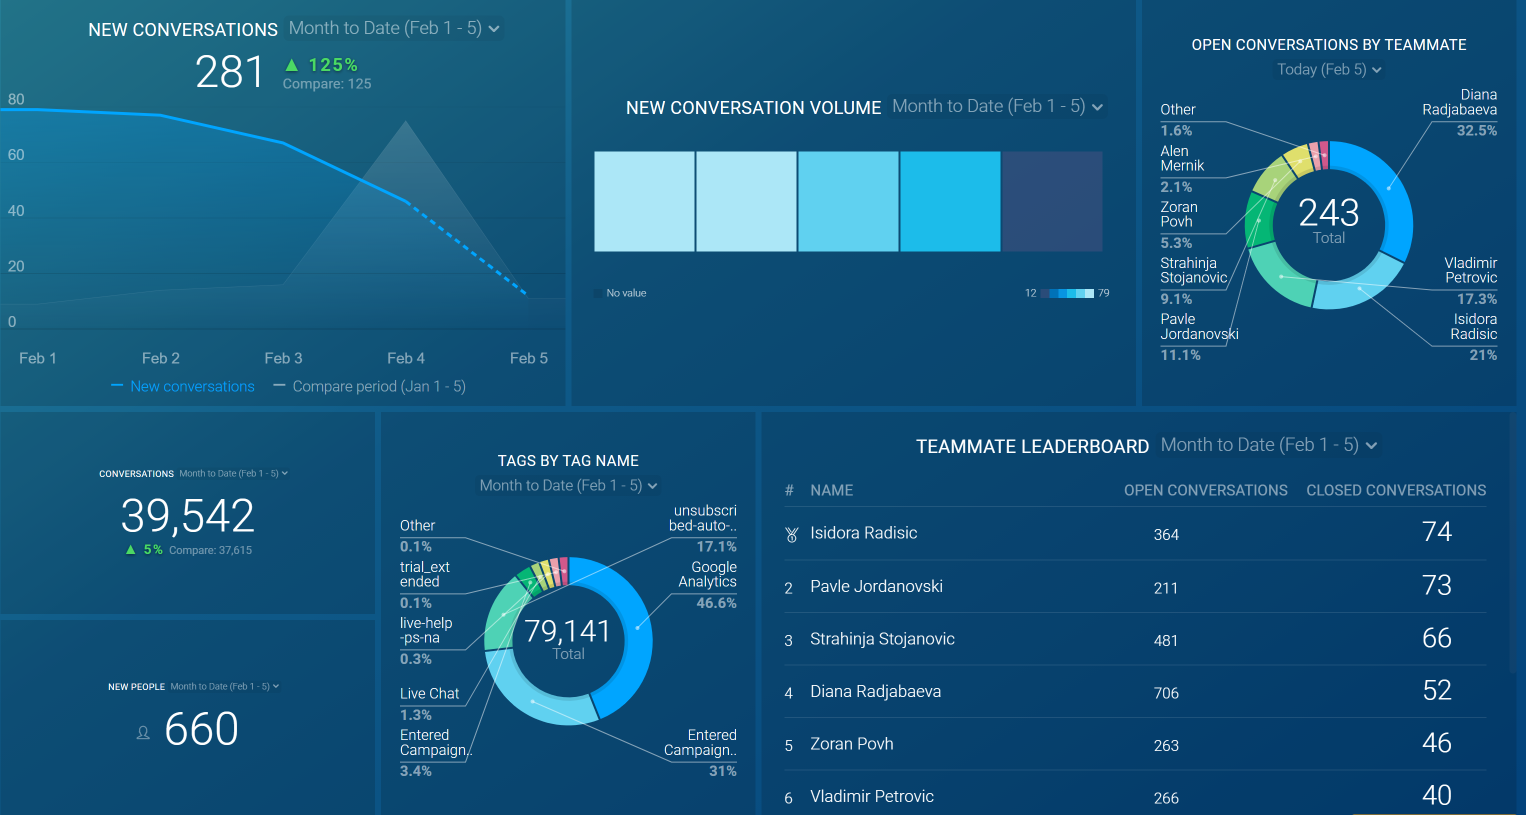 NEW CONVERSATIONS Month to Date (Feb 1 - 5)
281 ▲ 125%
Compare: 125
80
60
40
20
0
Feb 1 Feb 2 Feb 3 Feb 4 Feb 5
New conversations Compare period (Jan 1 - 5)
NEW CONVERSATION VOLUME Month to Date (Feb 1 - 5)
No value
12 79
OPEN CONVERSATIONS BY TEAMMATE
Today (Feb 5)
Other
1.6%
Alen
Mernik
2.1%
Zoran
Povh
5.3%
Strahinja
Stojanovic
9.1%
Pavle
Jordanovski
11.1%
243
Total
Diana
Radjabaeva
32.5%
Vladimir
Petrovic
17.3%
Isidora
Radisic
21%
CONVERSATIONS Month to Date (Feb 1 - 5)
39,542
▲ 5% Compare: 37,615
NEW PEOPLE Month to Date (Feb 1 - 5)
660
TAGS BY TAG NAME
Month to Date (Feb 1 - 5)
Other
0.1%
trial_ext
ended
0.1%
live-help
-ps-na
0.3%
Live Chat
1.3%
Entered
Campaign..
3.4%
79,141
Total
unsubscri
bed-auto-..
17.1%
Google
Analytics
46.6%
Entered
Campaign..
31%
TEAMMATE LEADERBOARD Month to Date (Feb 1 - 5)
# NAME OPEN CONVERSATIONS CLOSED CONVERSATIONS
Isidora Radisic 364 74
2 Pavle Jordanovski 211 73
3 Strahinja Stojanovic 481 66
4 Diana Radjabaeva 706 52
5 Zoran Povh 263 46
6 Vladimir Petrovic 266 40